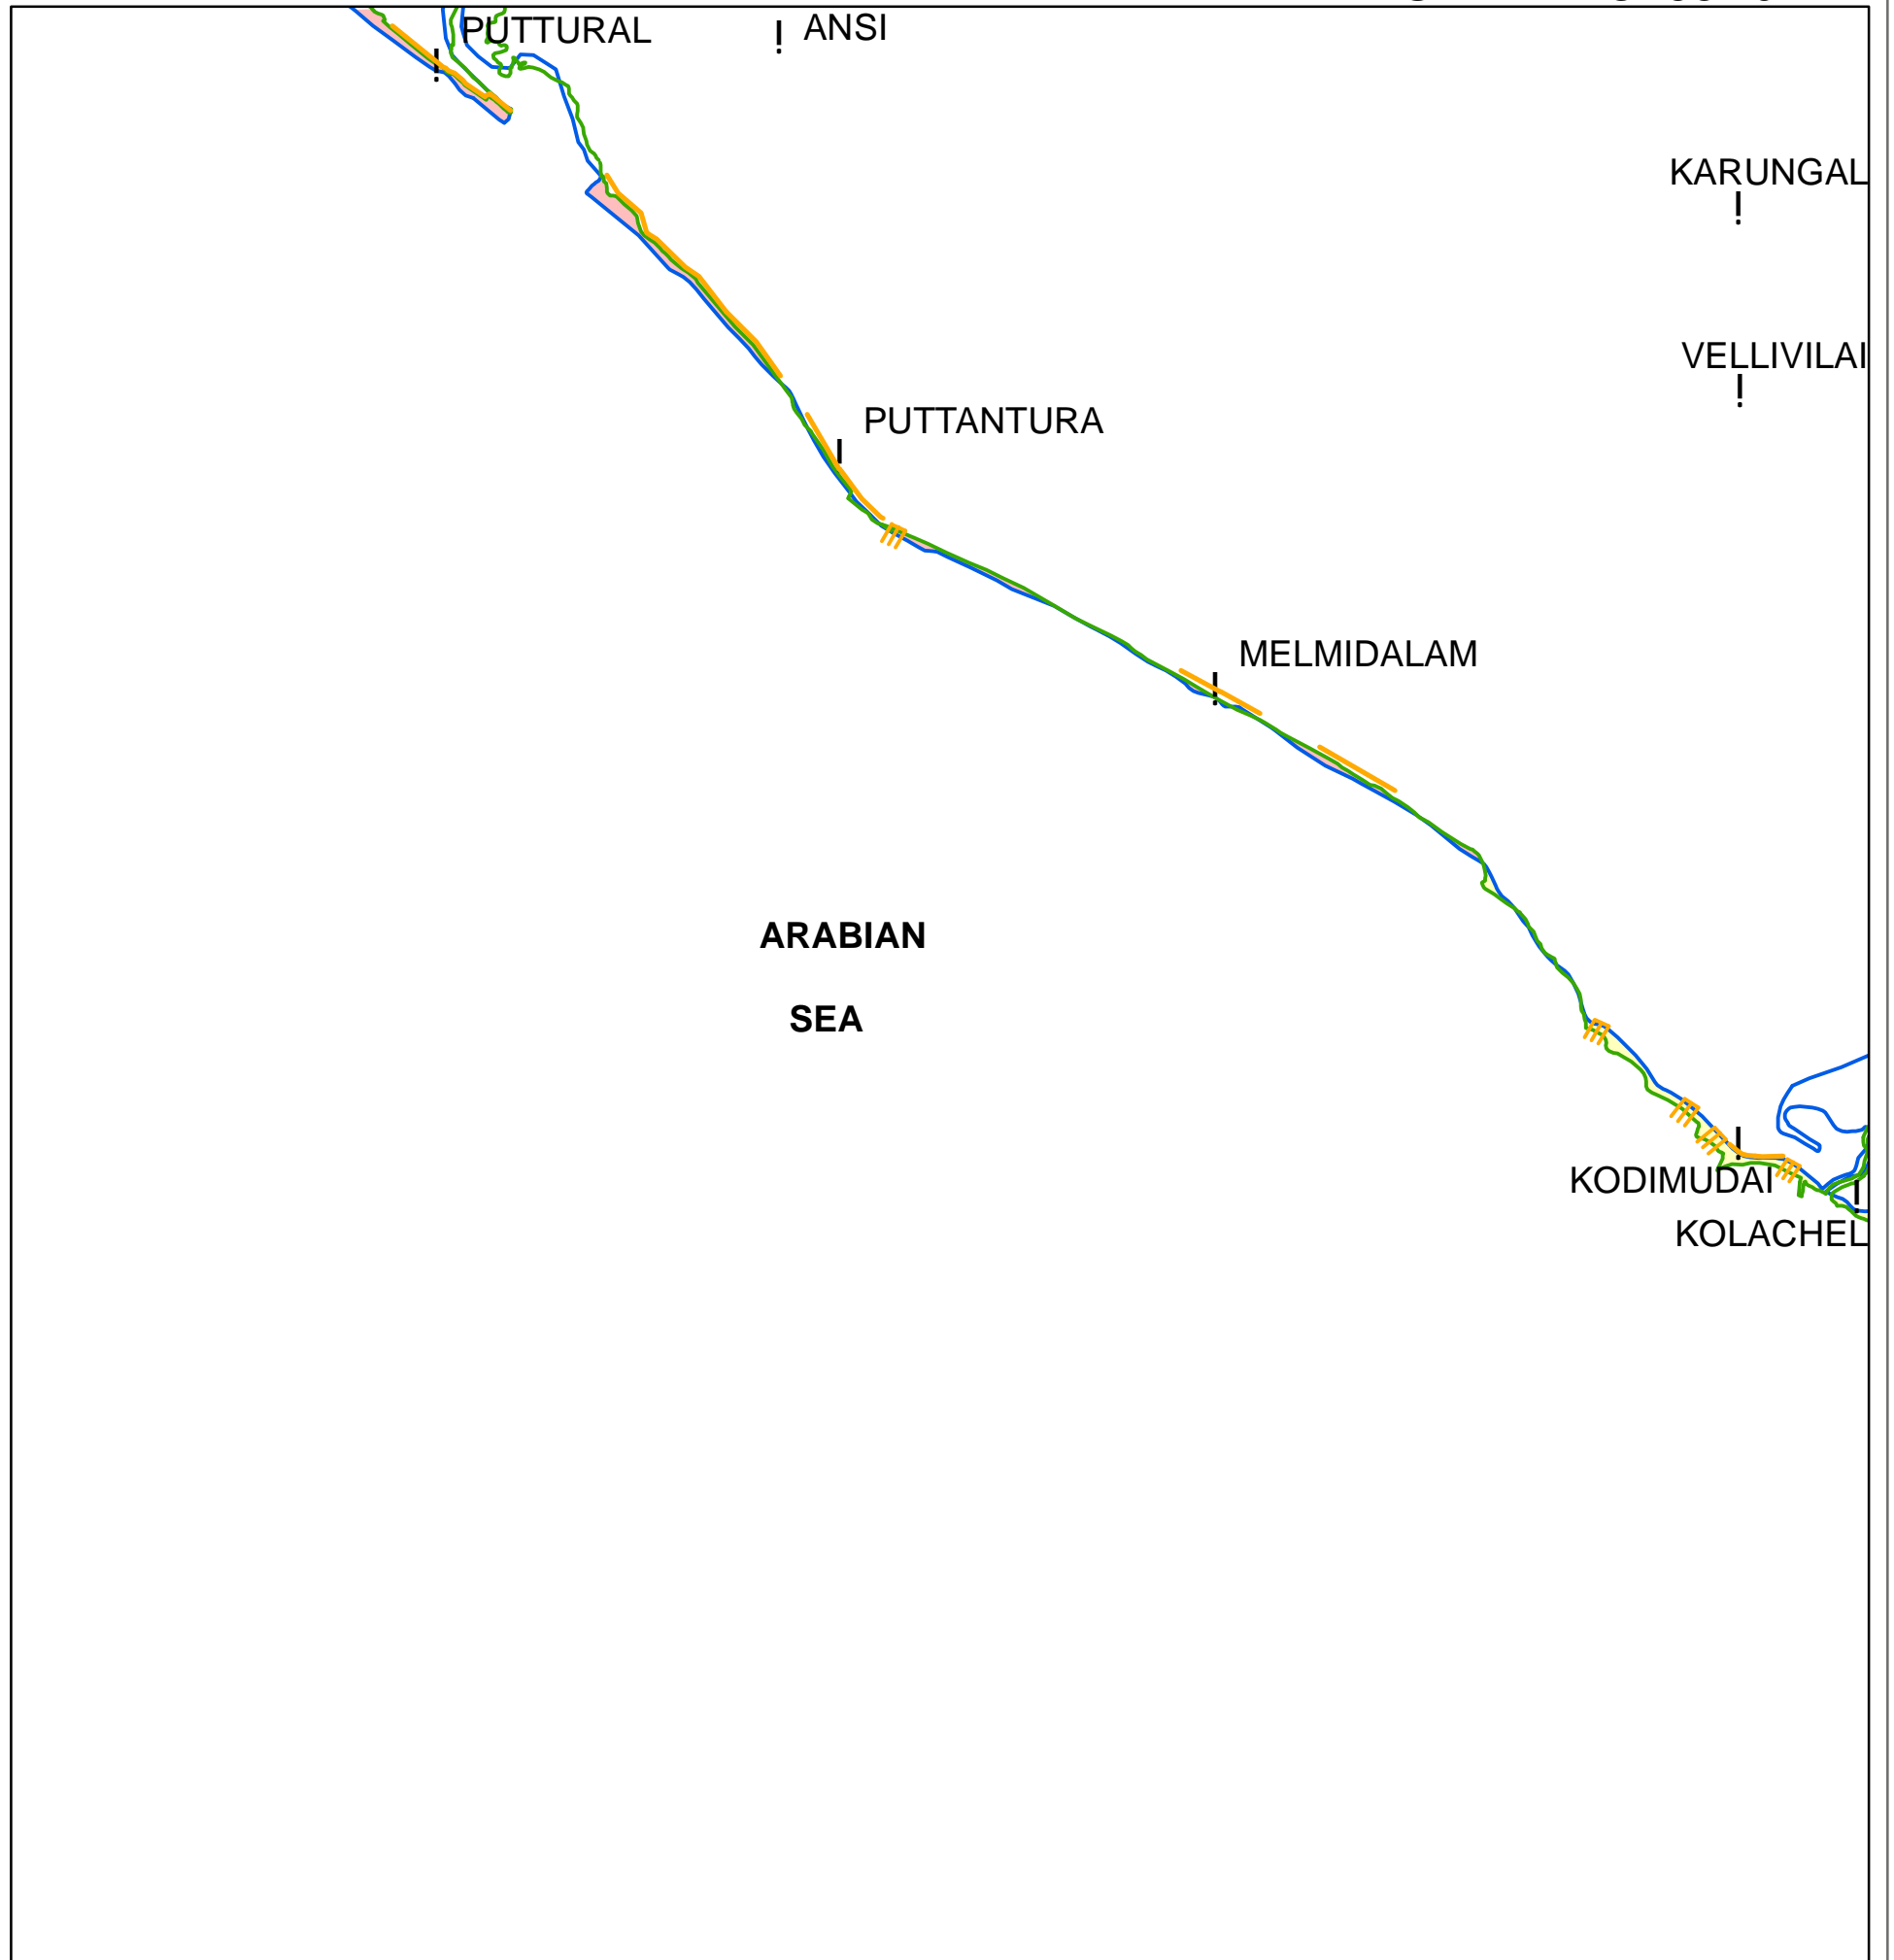 PUTTURAL
ANSI
KARUNGAL
VELLIVILAI
PUTTANTURA
MELMIDALAM
ARABIAN
SEA
KODIMUDAI
KOLACHEL